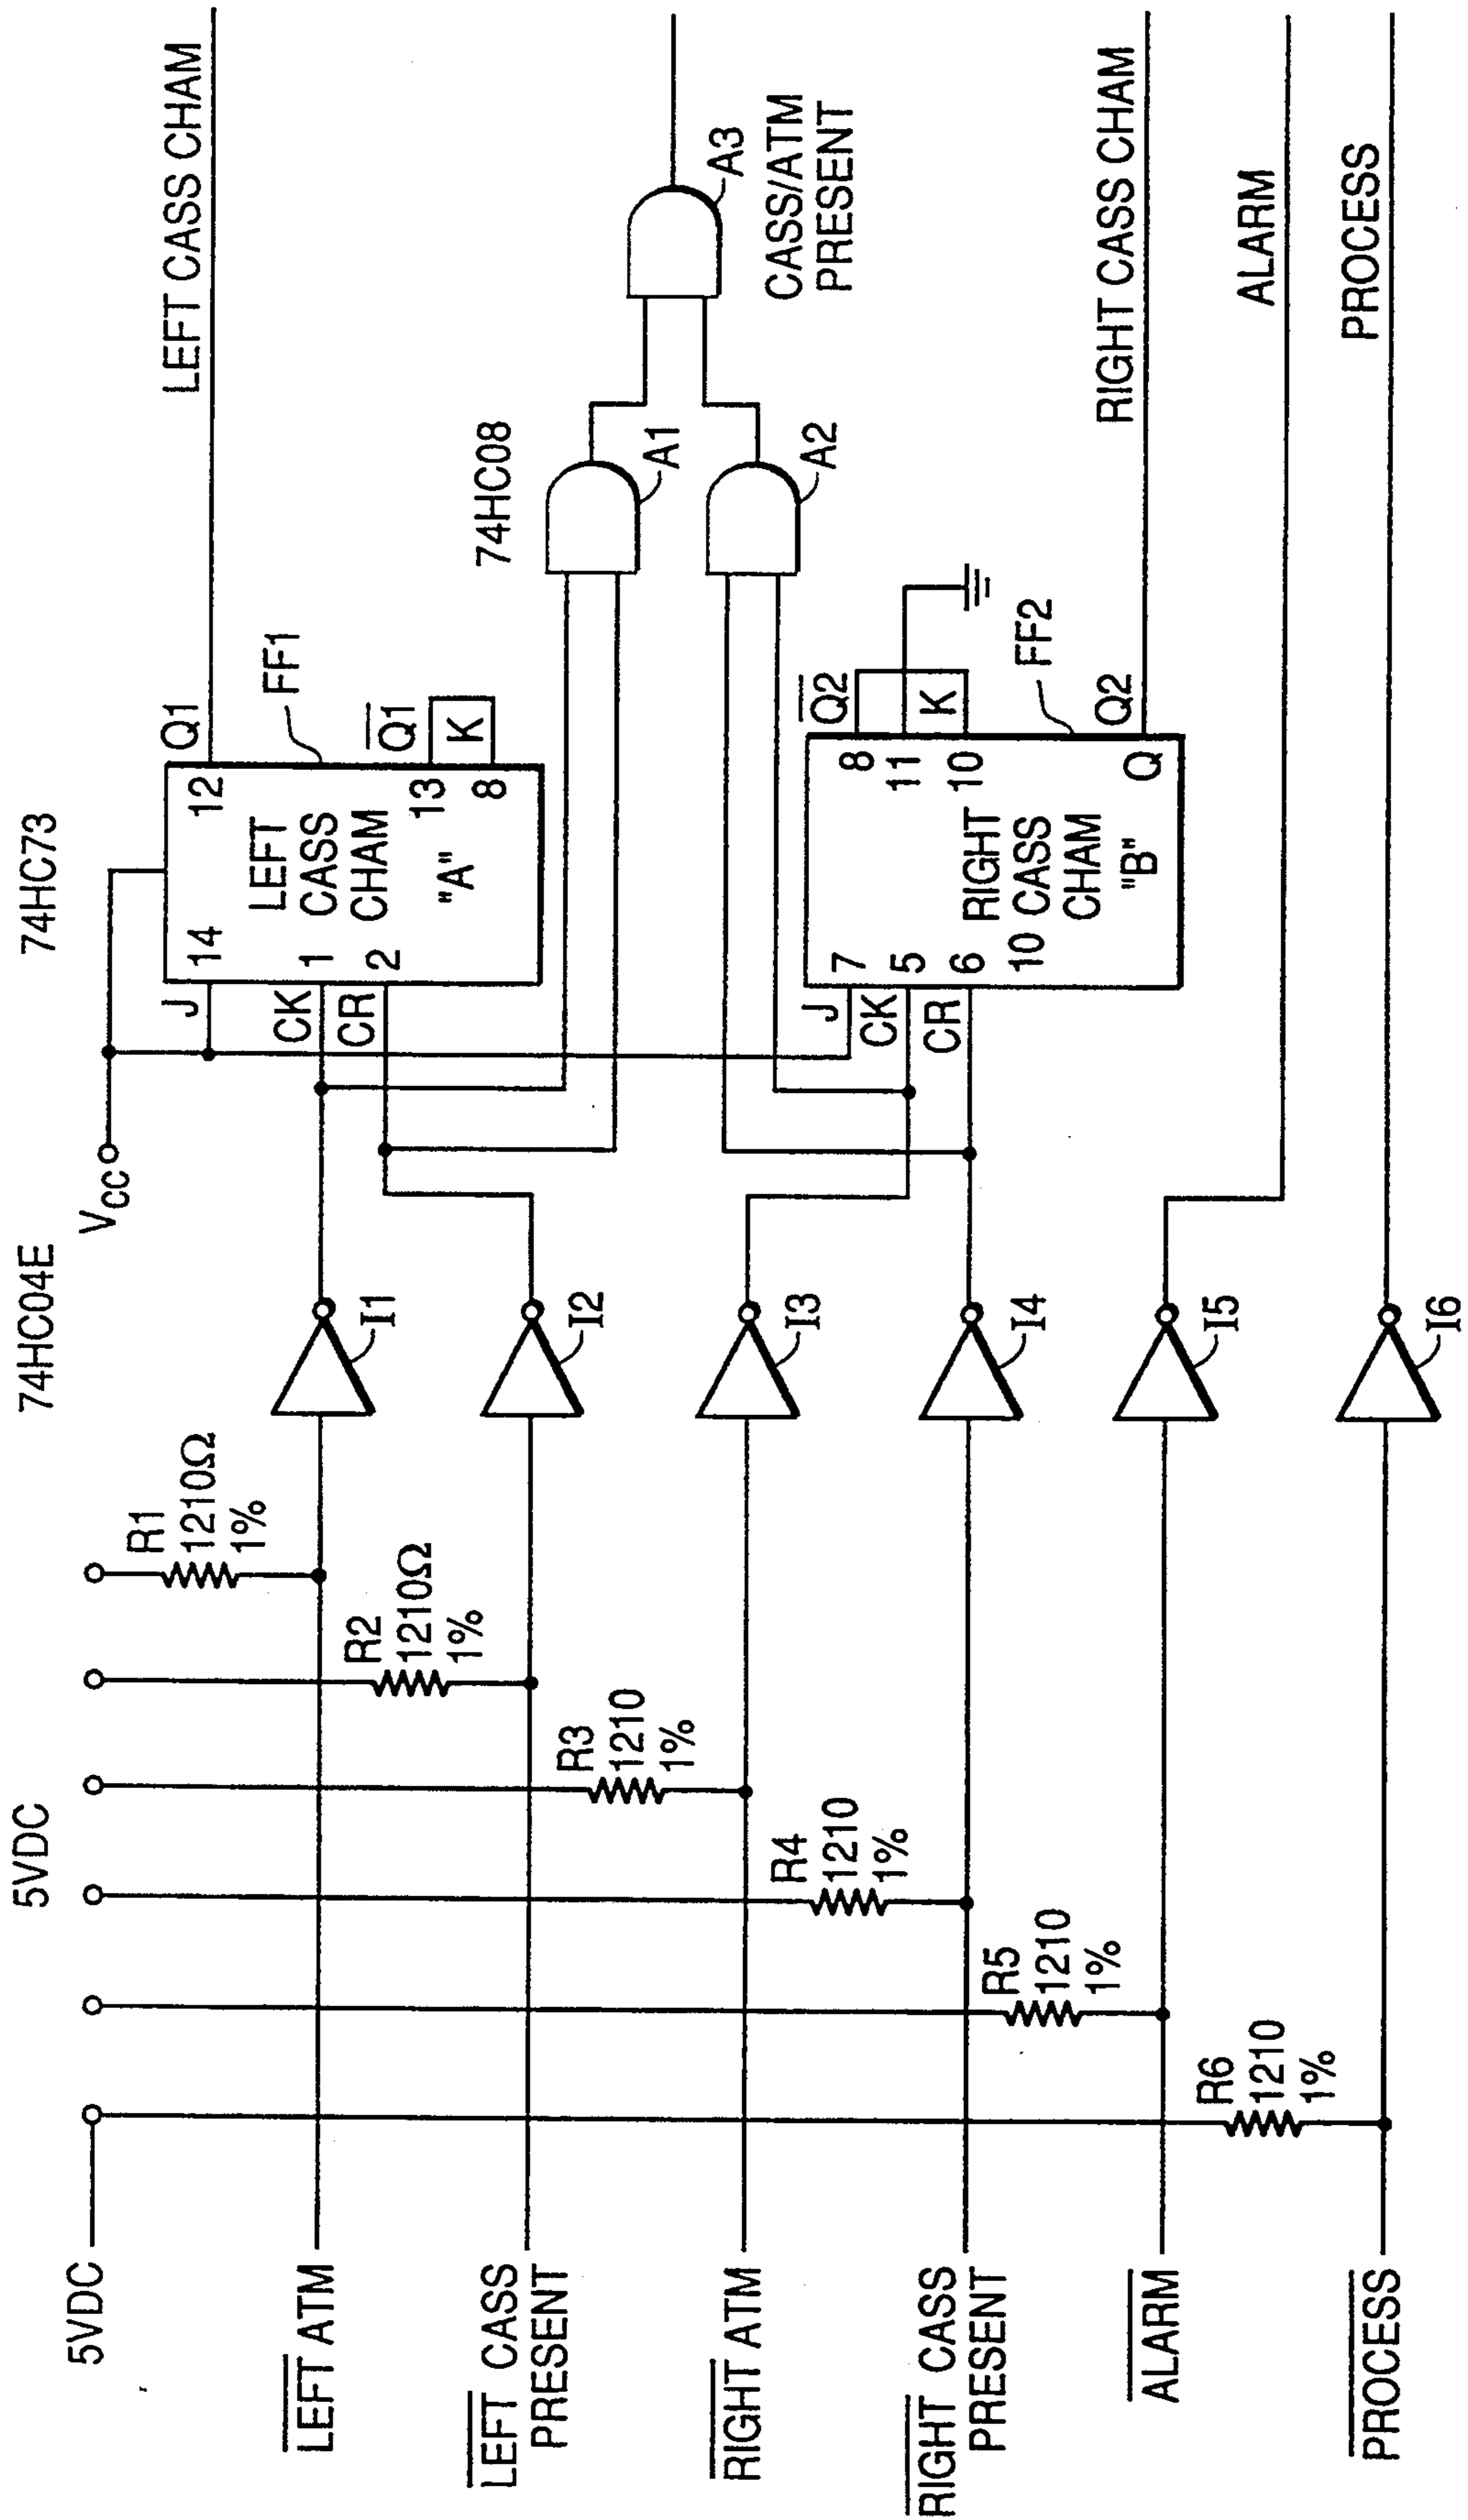 5VDC
5VDC
74HC04E
74HC73
VCC
R1
1210Ω
1%
R2
1210Ω
1%
R3
1210
1%
R4
1210
1%
R5
1210
1%
R6
1210
1%
LEFT ATM
LEFT CASS
PRESENT
RIGHT ATM
RIGHT CASS
PRESENT
ALARM
PROCESS
I1
I2
I3
I4
I5
I6
J
CK
CR
14
1
2
LEFT
CASS
CHAM
"A"
12
13
8
Q1
Q1
K
FF1
LEFT CASS CHAM
74HC08
A1
A2
A3
CASS/ATM
PRESENT
J
CK
CR
7
5
6
10
RIGHT
CASS
CHAM
"B"
8
11
10
Q
Q2
K
FF2
Q2
RIGHT CASS CHAM
ALARM
PROCESS